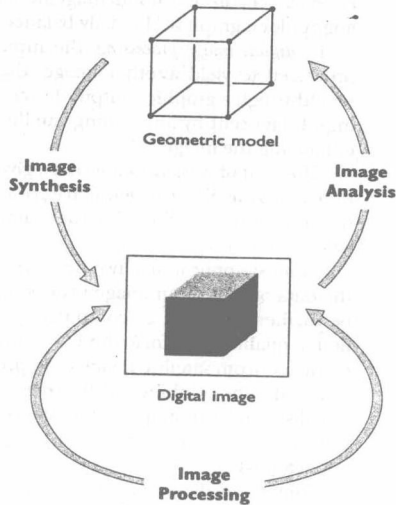 Geometric model
Image
Synthesis
Image
Analysis
Digital image
Image
Processing